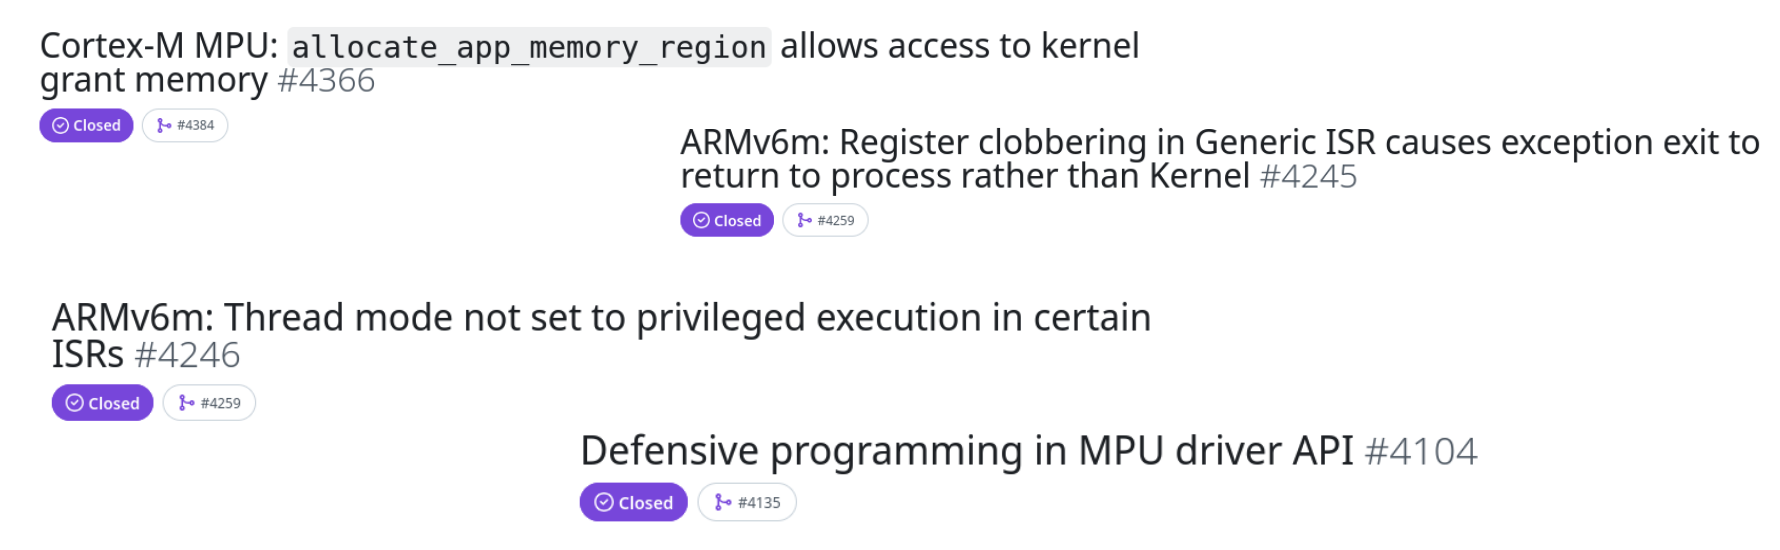 Cortex-M MPU: allocate_app_memory_region allows access to kernel
grant memory #4366
Closed #4384
ARMv6m: Register clobbering in Generic ISR causes exception exit to
return to process rather than Kernel #4245
Closed #4259
ARMv6m: Thread mode not set to privileged execution in certain
ISRs #4246
Closed #4259
Defensive programming in MPU driver API #4104
Closed #4135